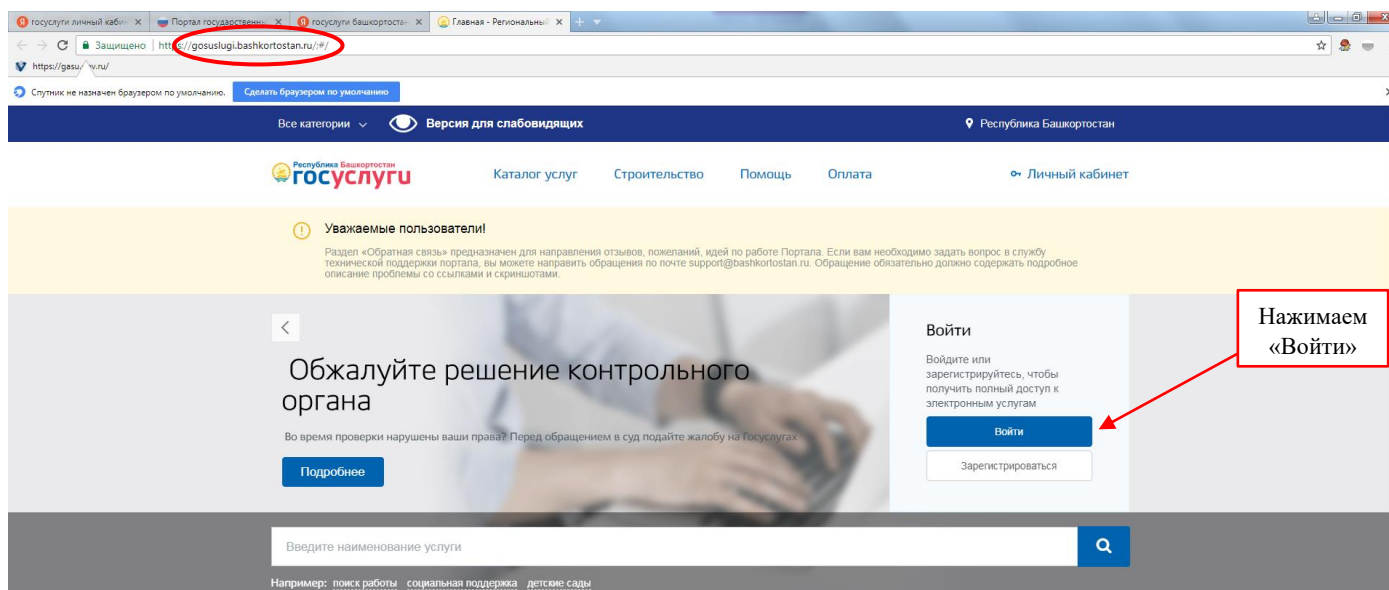 госуслуги личный каби
Портал государственны
госуслуги башкортоста
Главная - Региональный
Защищено
https://gosuslugi.bashkortostan.ru/;#/
https://gasu. .ru/
Спутник не назначен браузером по умолчанию.
Сделать браузером по умолчанию
Все категории
Версия для слабовидящих
Республика Башкортостан
Республика Башкортостан
госуслуги
Каталог услуг
Строительство
Помощь
Оплата
Личный кабинет
Уважаемые пользователи!
Раздел «Обратная связь» предназначен для направления отзывов, пожеланий, идей по работе Портала. Если вам необходимо задать вопрос в службу
технической поддержки портала, вы можете направить обращения по почте support@bashkortostan.ru. Обращение обязательно должно содержать подробное
описание проблемы со ссылками и скриншотами.
Обжалуйте решение контрольного
органа
Во время проверки нарушены ваши права? Перед обращением в суд подайте жалобу на Госуслугах
Подробнее
Войти
Войдите или
зарегистрируйтесь, чтобы
получить полный доступ к
электронным услугам
Войти
Зарегистрироваться
Нажимаем
«Войти»
Введите наименование услуги
Например: поиск работы социальная поддержка детские сады